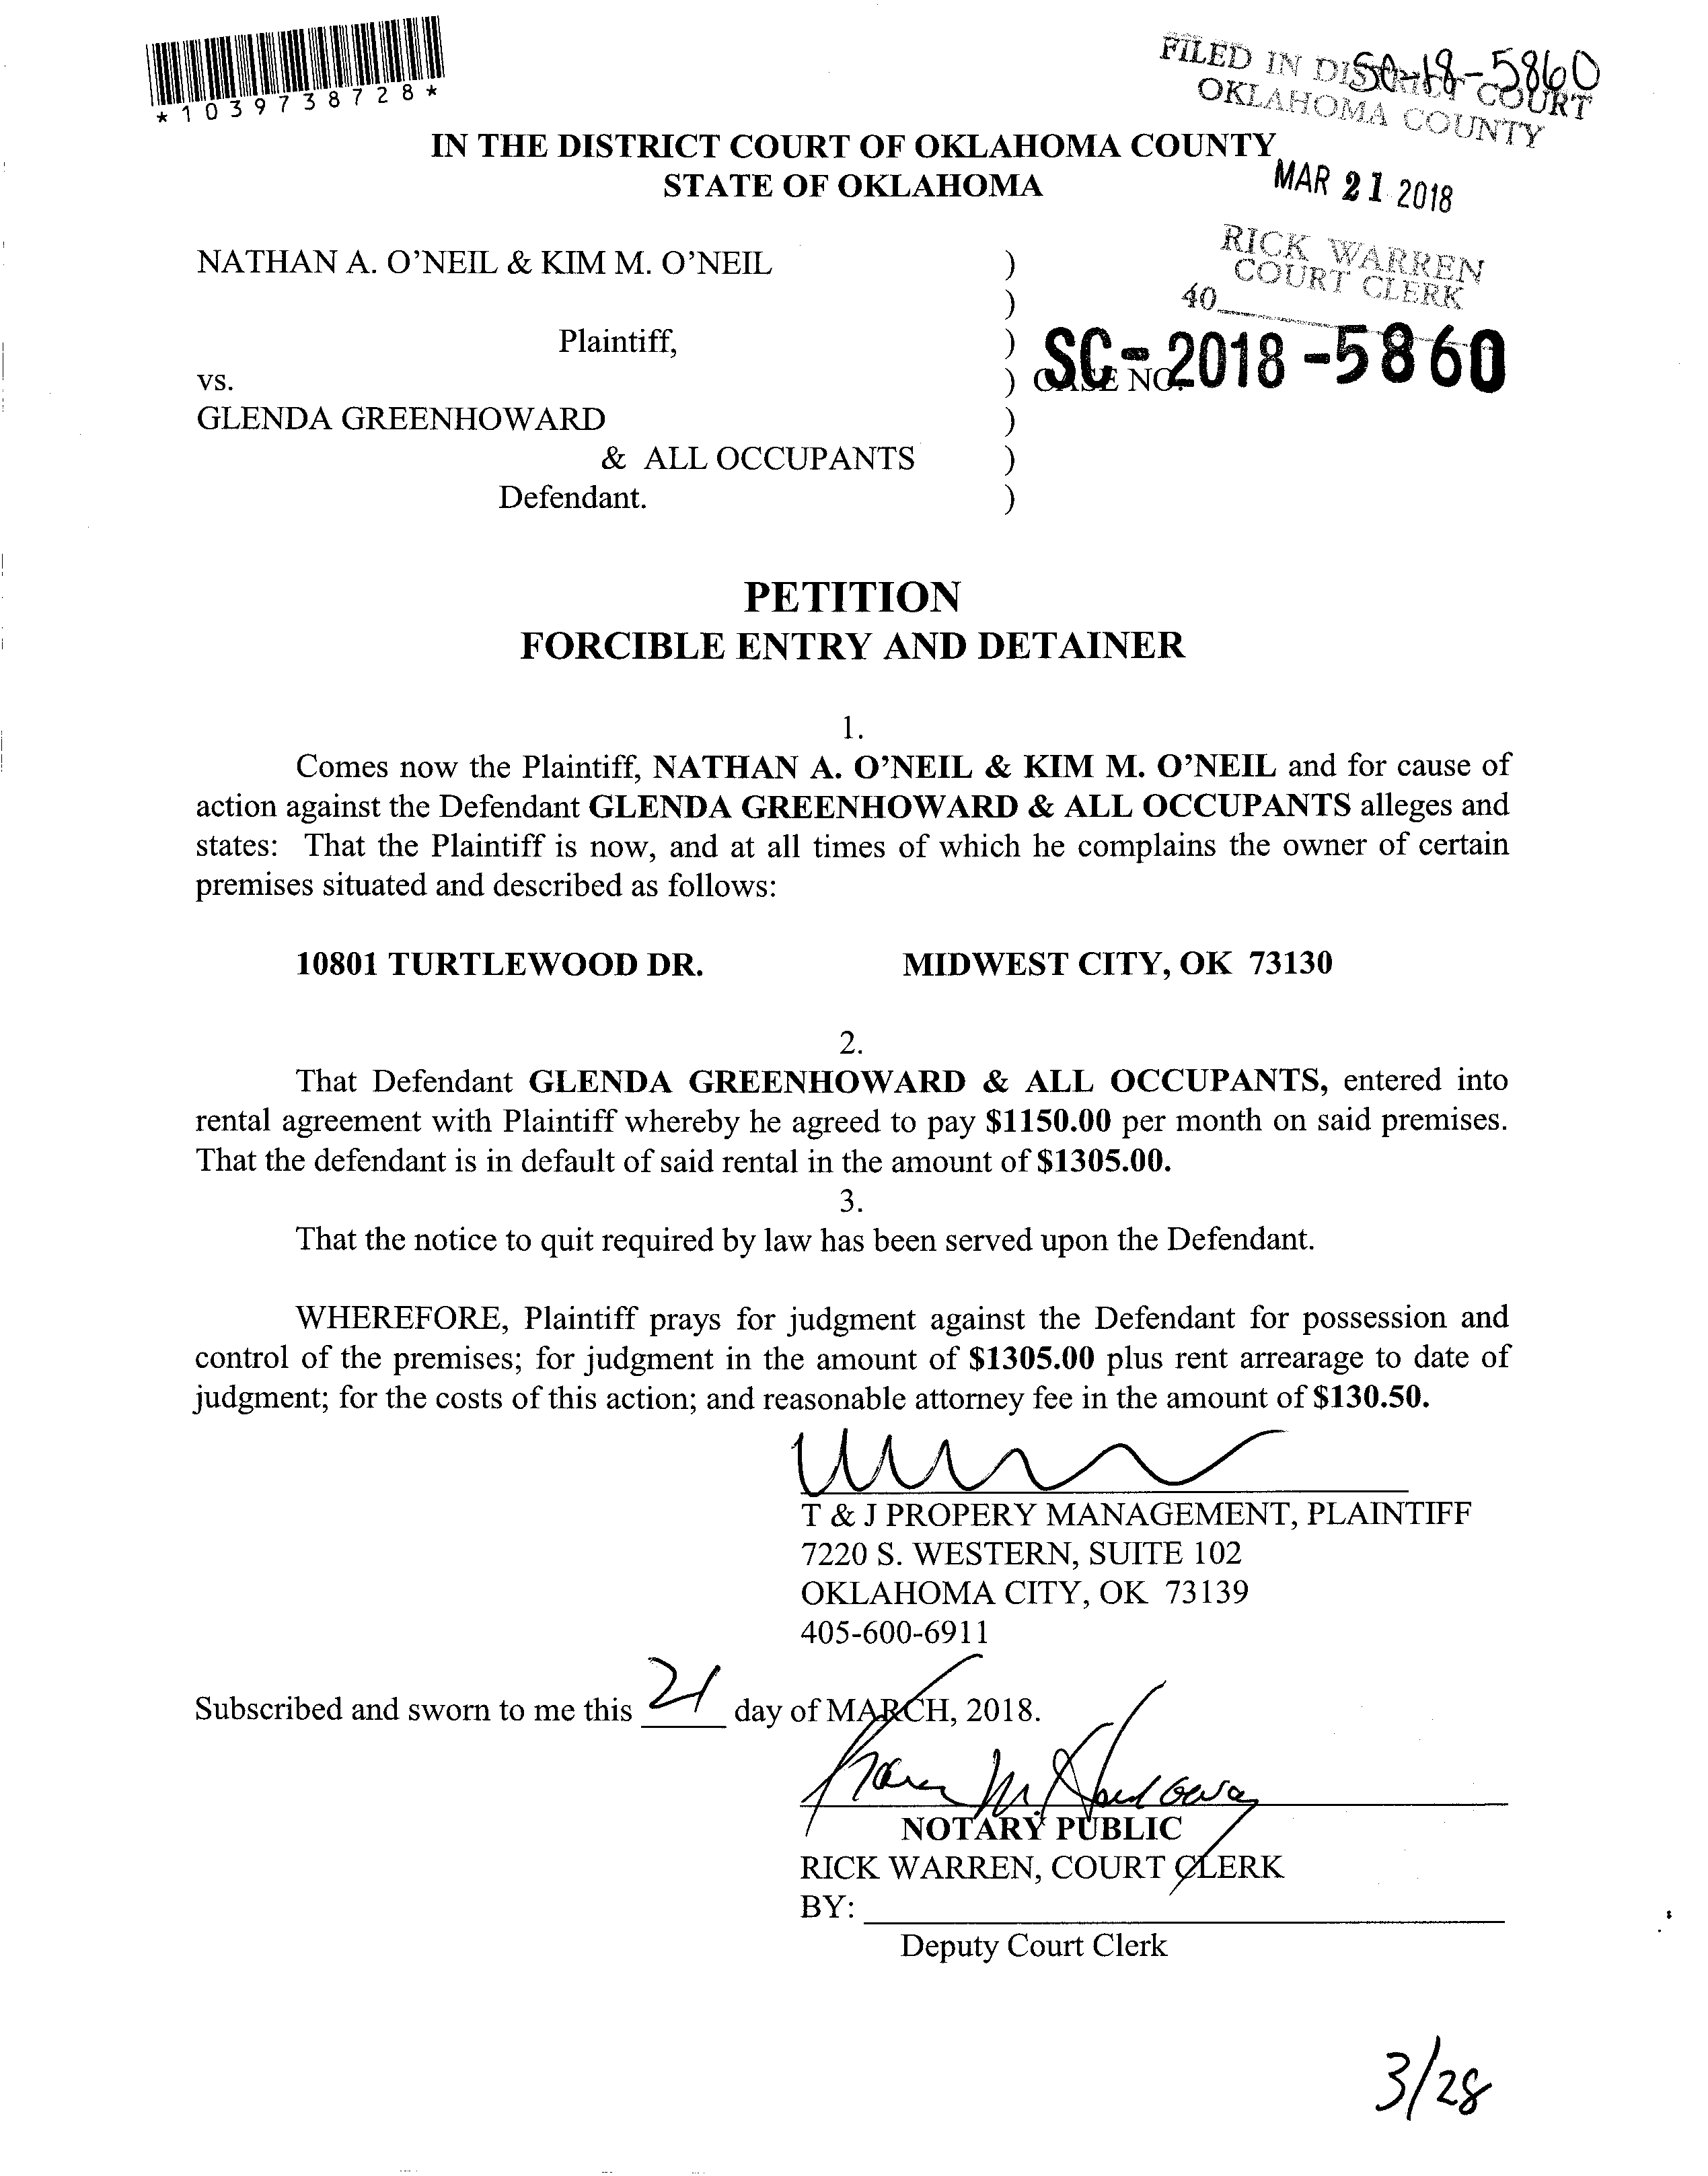 *1039738728*
SC-18-5860
FILED IN DISTRICT COURT
OKLAHOMA COUNTY
IN THE DISTRICT COURT OF OKLAHOMA COUNTY
STATE OF OKLAHOMA
MAR 21 2018
RICK WARREN
COURT CLERK
40
NATHAN A. O'NEIL & KIM M. O'NEIL )
)
Plaintiff, )
vs. ) CASE NO. SC-2018-5860
GLENDA GREENHOWARD )
& ALL OCCUPANTS )
Defendant. )
PETITION
FORCIBLE ENTRY AND DETAINER
1.
Comes now the Plaintiff, NATHAN A. O'NEIL & KIM M. O'NEIL and for cause of
action against the Defendant GLENDA GREENHOWARD & ALL OCCUPANTS alleges and
states: That the Plaintiff is now, and at all times of which he complains the owner of certain
premises situated and described as follows:
10801 TURTLEWOOD DR. MIDWEST CITY, OK 73130
2.
That Defendant GLENDA GREENHOWARD & ALL OCCUPANTS, entered into
rental agreement with Plaintiff whereby he agreed to pay $1150.00 per month on said premises.
That the defendant is in default of said rental in the amount of $1305.00.
3.
That the notice to quit required by law has been served upon the Defendant.
WHEREFORE, Plaintiff prays for judgment against the Defendant for possession and
control of the premises; for judgment in the amount of $1305.00 plus rent arrearage to date of
judgment; for the costs of this action; and reasonable attorney fee in the amount of $130.50.
T & J PROPERY MANAGEMENT, PLAINTIFF
7220 S. WESTERN, SUITE 102
OKLAHOMA CITY, OK 73139
405-600-6911
Subscribed and sworn to me this 21 day of MARCH, 2018.
NOTARY PUBLIC
RICK WARREN, COURT CLERK
BY:
Deputy Court Clerk
3/28